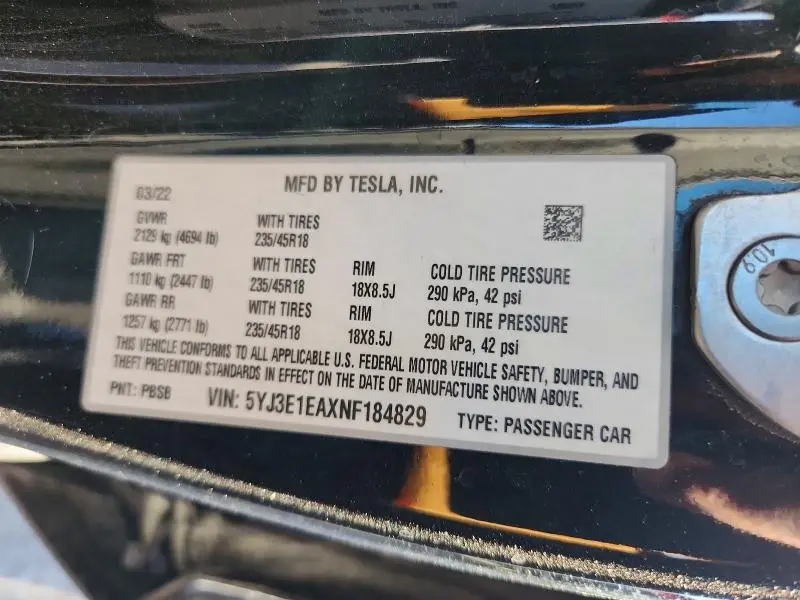 MFD BY TESLA, INC.
03/22
GVWR WITH TIRES
2129 kg (4694 lb) 235/45R18
GAWR FRT WITH TIRES RIM COLD TIRE PRESSURE
1110 kg (2447 lb) 235/45R18 18X8.5J 290 kPa, 42 psi
GAWR RR WITH TIRES RIM COLD TIRE PRESSURE
1257 kg (2771 lb) 235/45R18 18X8.5J 290 kPa, 42 psi
THIS VEHICLE CONFORMS TO ALL APPLICABLE U.S. FEDERAL MOTOR VEHICLE SAFETY, BUMPER, AND
THEFT PREVENTION STANDARDS IN EFFECT ON THE DATE OF MANUFACTURE SHOWN ABOVE.
PNT: PBSB VIN: 5YJ3E1EAXNF184829 TYPE: PASSENGER CAR
10.9